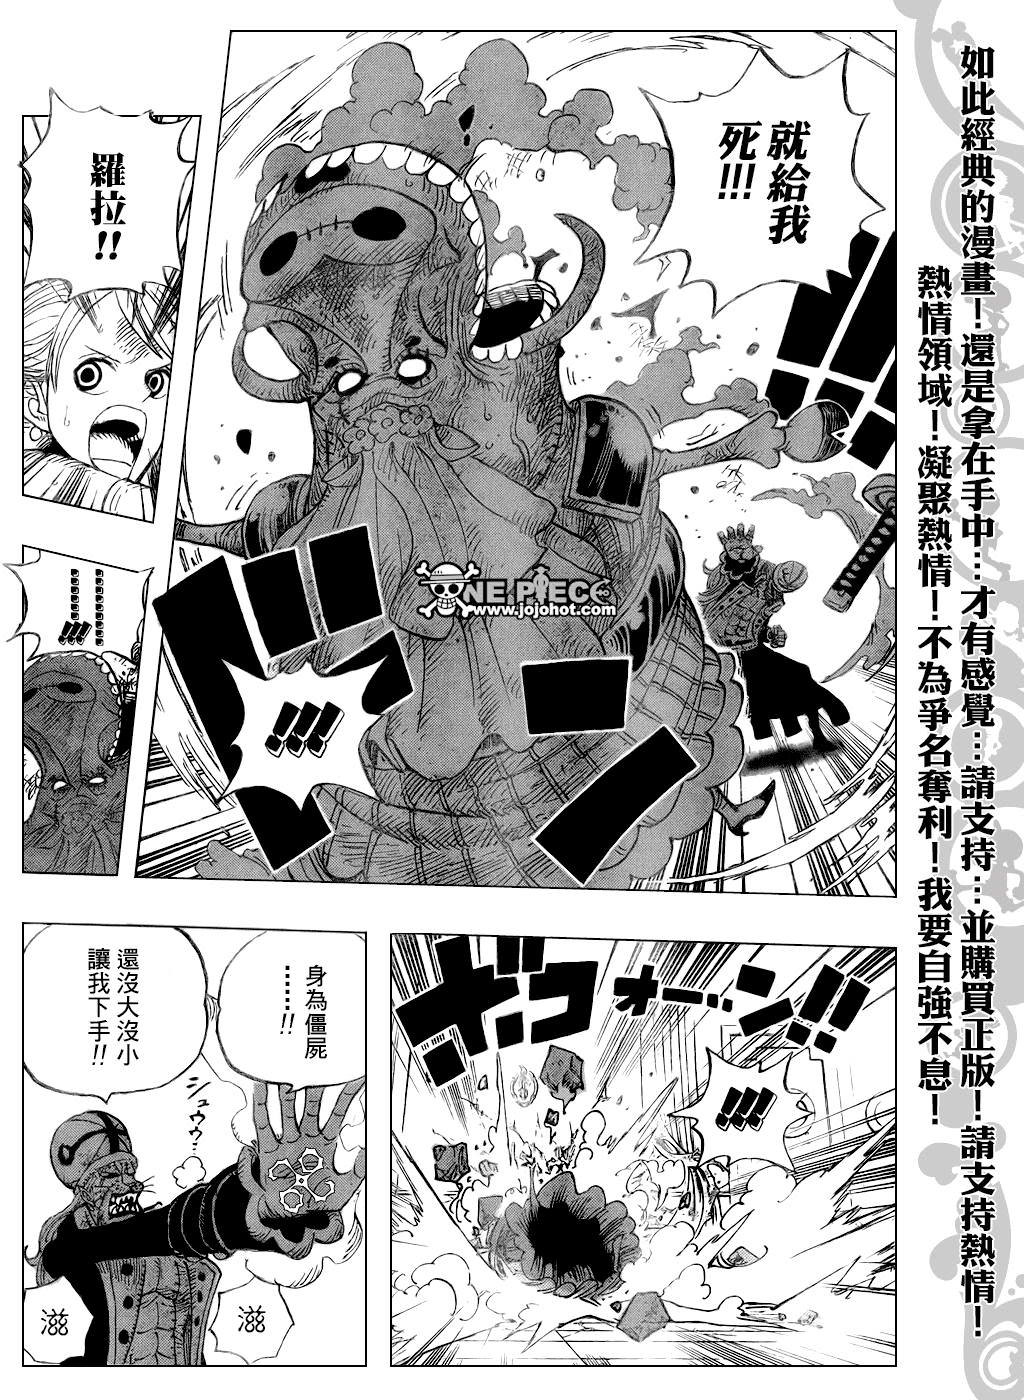 就給我
死!!!
羅拉!!
…………!!!
ONE PIECE
www.jojohot.com
!!!
ドン
ドゴォーン!!
!!!
身為僵屍
……!!
還沒大沒小
讓我下手!!
シュウゥ…
滋
滋
如此經典的漫畫！還是拿在手中…才有感覺…請支持…並購買正版！請支持熱情！
熱情領域！凝聚熱情！不為爭名奪利！我要自強不息！